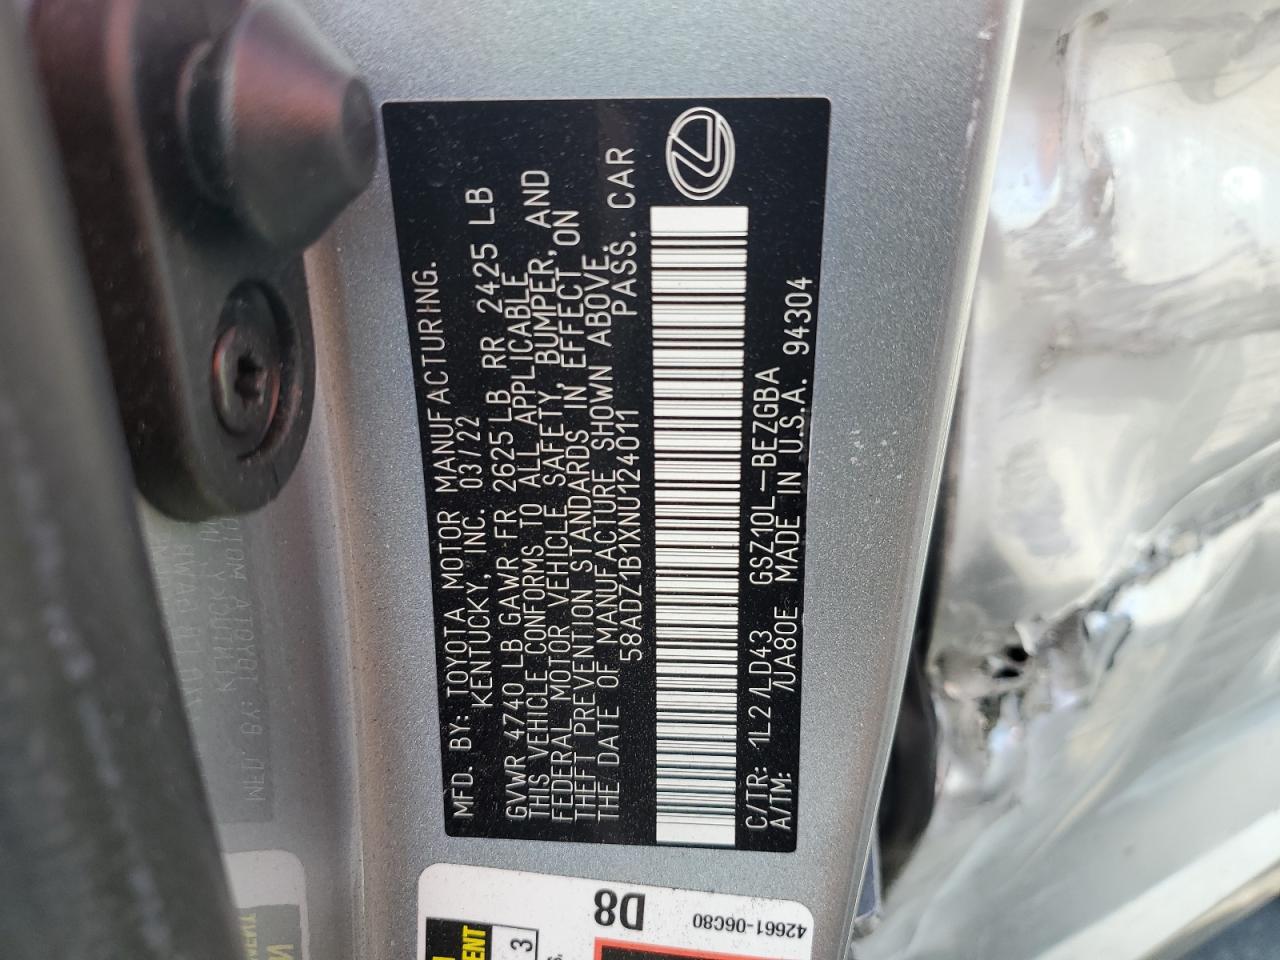 MFD. BY: TOYOTA MOTOR MANUFACTURING.
KENTUCKY, INC. 03/22
GVWR 4740 LB GAWR FR 2625 LB RR 2425 LB
THIS VEHICLE CONFORMS TO ALL APPLICABLE
FEDERAL MOTOR VEHICLE SAFETY, BUMPER, AND
THEFT PREVENTION STANDARDS IN EFFECT ON
THE DATE OF MANUFACTURE SHOWN ABOVE.
58ADZ1B1XNU124011 PASS. CAR
C/TR: 1L2 /LD43 GSZ10L-BEZGBA
A/TM: /UA80E MADE IN U.S.A. 94304
D8
42661-06C80
3